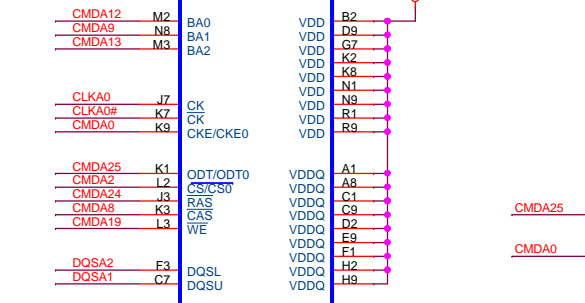 CMDA12 M2 BA0 VDD B2
CMDA9 N8 BA1 VDD D9
CMDA13 M3 BA2 VDD G7
VDD K2
VDD K8
VDD N1
CLKA0 J7 CK VDD N9
CLKA0# K7 CK VDD R1
CMDA0 K9 CKE/CKE0 VDD R9
CMDA25 K1 ODT/ODT0 VDDQ A1
CMDA2 L2 CS/CS0 VDDQ A8
CMDA24 J3 RAS VDDQ C1
CMDA8 K3 CAS VDDQ C9 CMDA25
CMDA19 L3 WE VDDQ D2
VDDQ E9
VDDQ F1 CMDA0
DQSA2 F3 DQSL VDDQ H2
DQSA1 C7 DQSU VDDQ H9